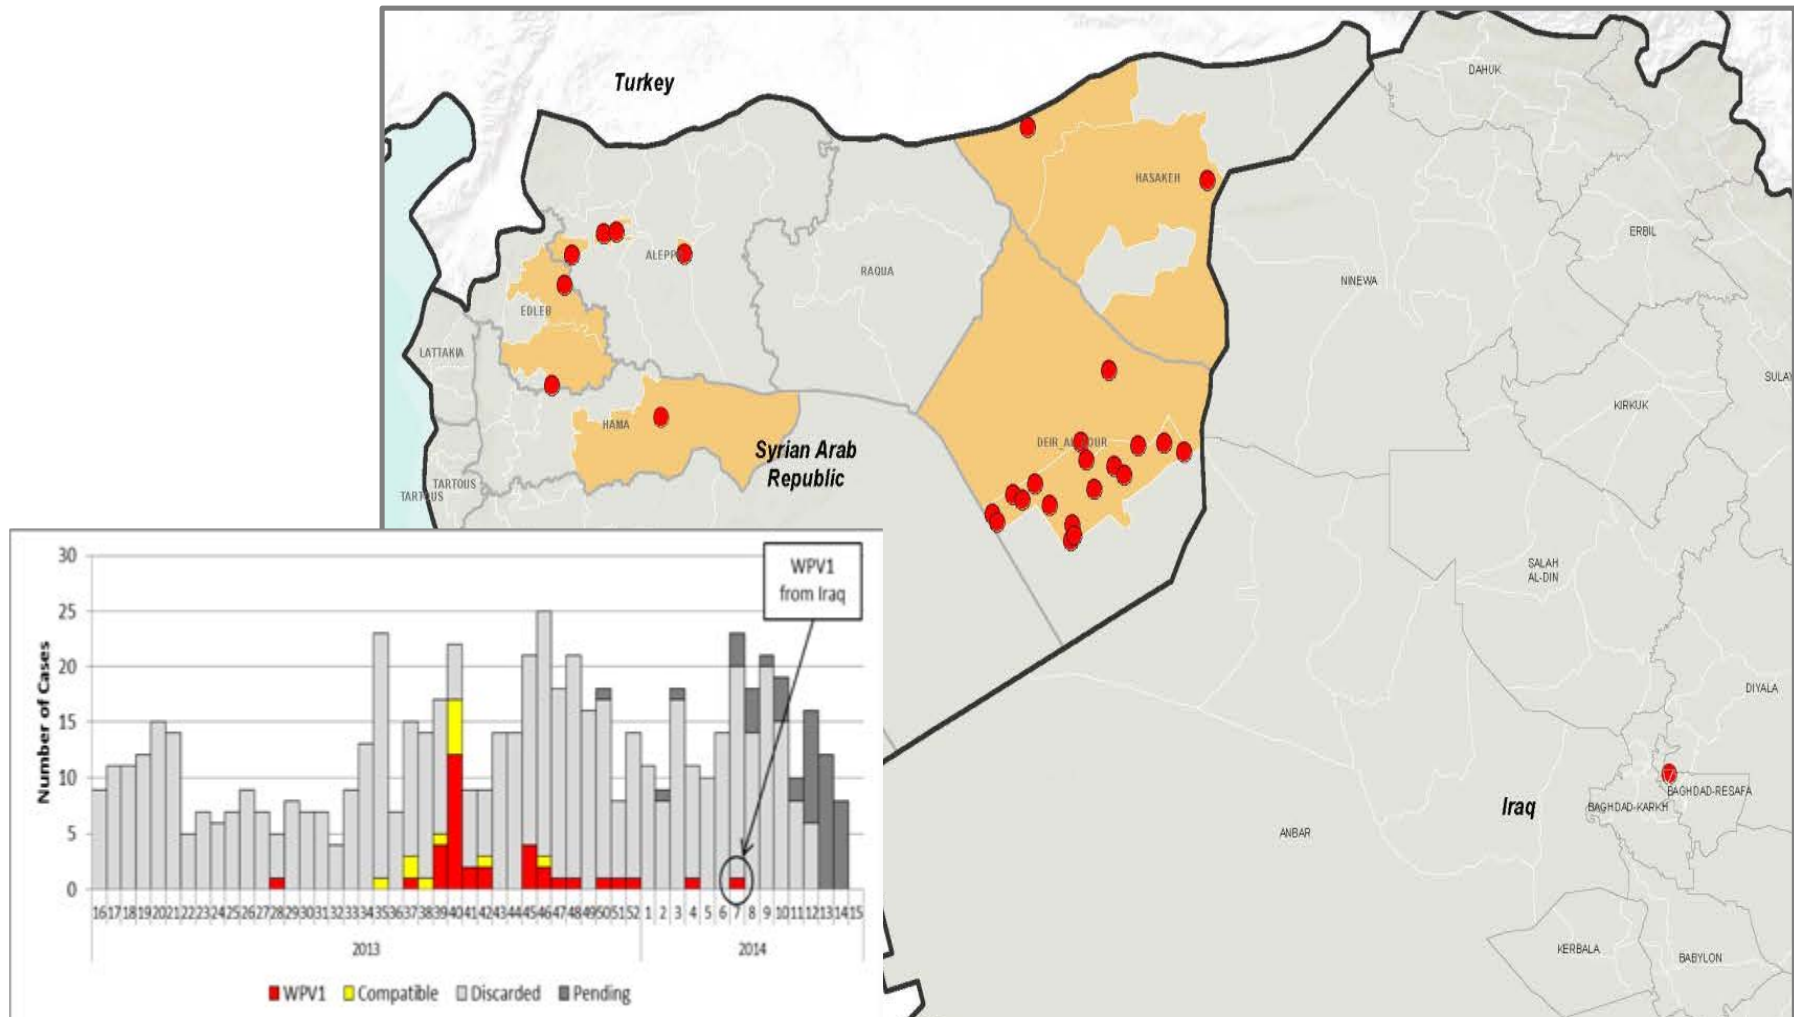 Turkey
DAHUK
HASAKEH
ERBIL
ALEPP
RAQUA
NINEWA
EDLEB
LATTAKIA
SULAY
KIRKUK
HAMA
DEIR_AL OUR
Syrian Arab
Republic
TARTOUS
TARTOUS
SALAH
AL-DIN
DIYALA
BAGHDAD-RESAFA
BAGHDAD-KARKH
Iraq
ANBAR
KERBALA
BABYLON
WPV1
from Iraq
Number of Cases
30
25
20
15
10
5
0
16 17 18 19 20 21 22 23 24 25 26 27 28 29 30 31 32 33 34 35 36 37 38 39 40 41 42 43 44 45 46 47 48 49 50 51 52 1 2 3 4 5 6 7 8 9 10 11 12 13 14 15
2013 2014
WPV1 Compatible Discarded Pending